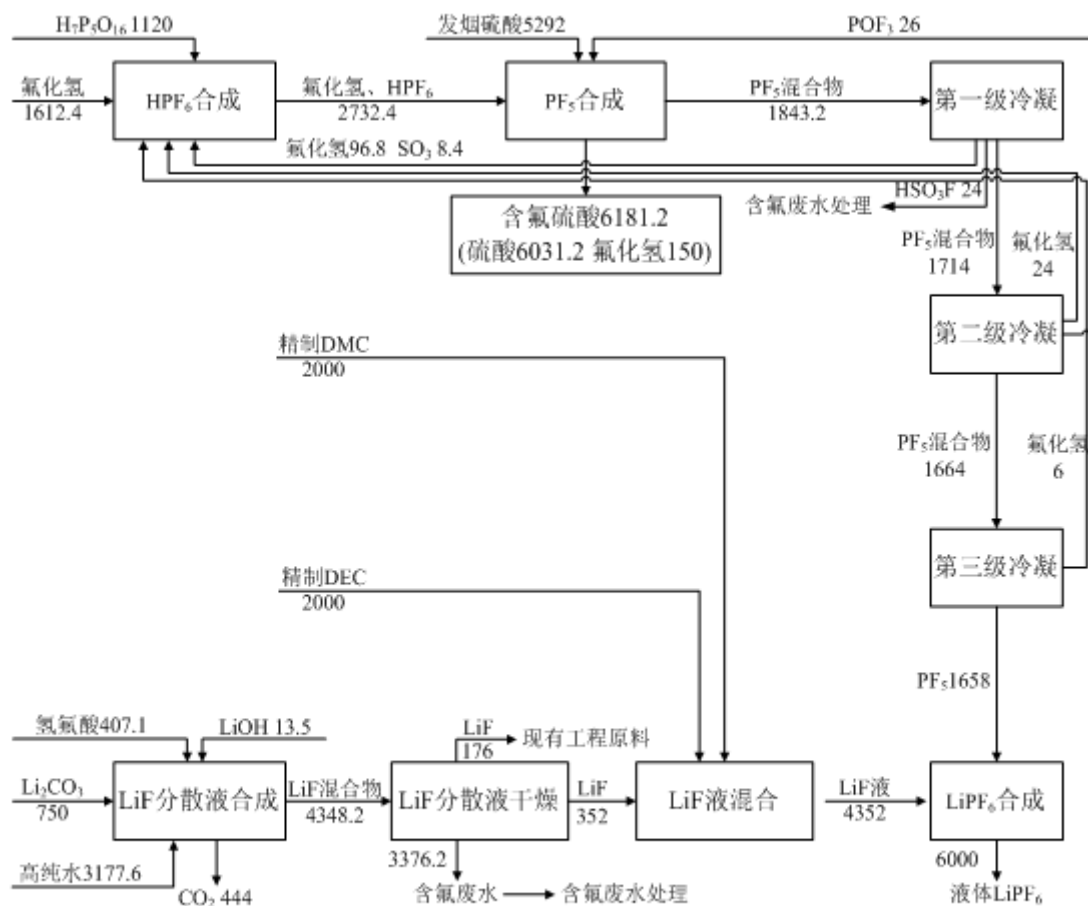 H₇P₅O₁₆ 1120
发烟硫酸5292
POF₃ 26
氟化氢
1612.4
HPF₆合成
氟化氢、HPF₆
2732.4
PF₅合成
PF₅混合物
1843.2
第一级冷凝
氟化氢96.8 SO₃ 8.4
HSO₃F 24
含氟废水处理
含氟硫酸6181.2
(硫酸6031.2 氟化氢150)
PF₅混合物
1714
氟化氢
24
第二级冷凝
精制DMC
2000
PF₅混合物
1664
氟化氢
6
第三级冷凝
精制DEC
2000
PF₅1658
氢氟酸407.1
LiOH 13.5
LiF
176
现有工程原料
Li₂CO₃
750
LiF分散液合成
LiF混合物
4348.2
LiF分散液干燥
LiF
352
LiF液混合
LiF液
4352
LiPF₆合成
高纯水3177.6
CO₂ 444
3376.2
含氟废水
含氟废水处理
6000
液体LiPF₆